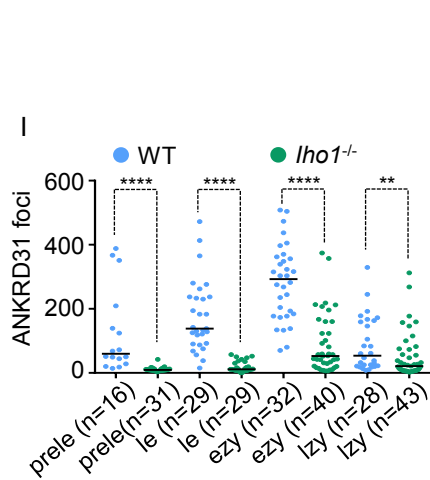 I
WT
Iho1-/-
ANKRD31 foci
600
400
200
0
****
****
****
**
prele (n=16)
prele(n=31)
le (n=29)
le (n=29)
ezy (n=32)
ezy (n=40)
lzy (n=28)
lzy (n=43)